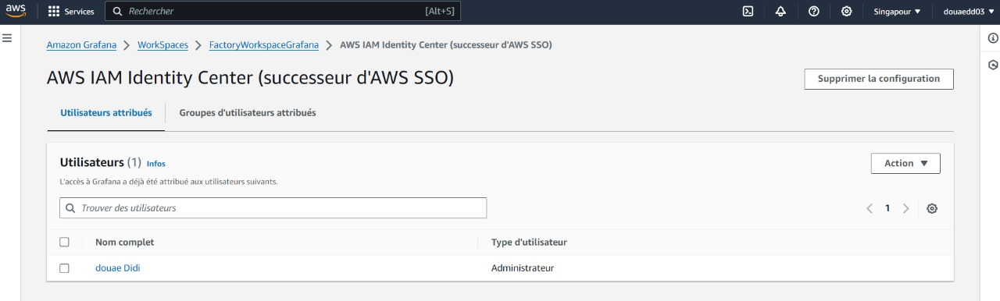 aws
Services
Rechercher
[Alt+S]
Singapour
douaedd03
Amazon Grafana
WorkSpaces
FactoryWorkspaceGrafana
AWS IAM Identity Center (successeur d'AWS SSO)
AWS IAM Identity Center (successeur d'AWS SSO)
Supprimer la configuration
Utilisateurs attribués
Groupes d'utilisateurs attribués
Utilisateurs (1) Infos
Action
L'accès à Grafana a déjà été attribué aux utilisateurs suivants.
Trouver des utilisateurs
1
Nom complet
Type d'utilisateur
douae Didi
Administrateur